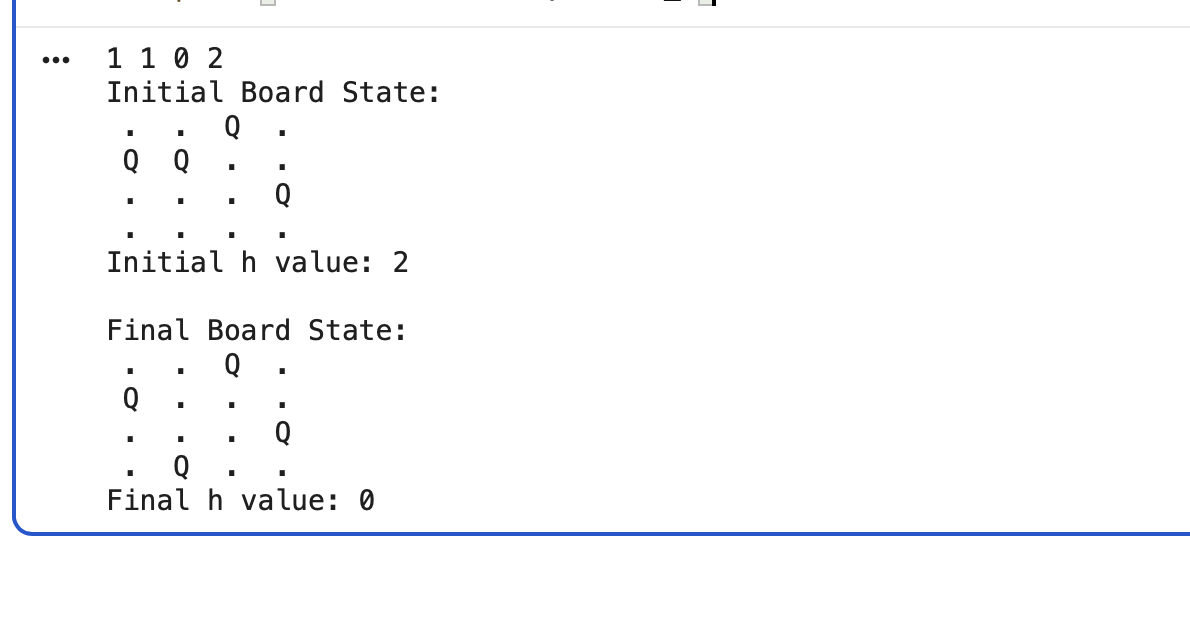 1 1 0 2
Initial Board State:
. . Q .
Q Q . .
. . . Q
. . . .
Initial h value: 2
Final Board State:
. . Q .
Q . . .
. . . Q
. Q . .
Final h value: 0